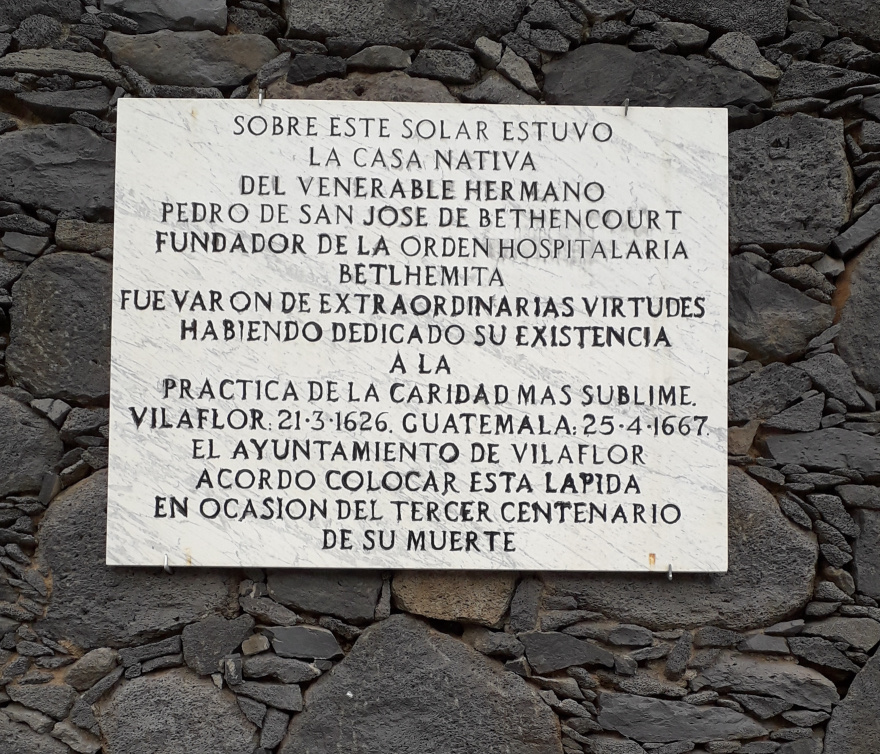 SOBRE ESTE SOLAR ESTUVO
LA CASA NATIVA
DEL VENERABLE HERMANO
PEDRO DE SAN JOSE DE BETHENCOURT
FUNDADOR DE LA ORDEN HOSPITALARIA
BETLHEMITA
FUE VARON DE EXTRAORDINARIAS VIRTUDES
HABIENDO DEDICADO SU EXISTENCIA
A LA
PRACTICA DE LA CARIDAD MAS SUBLIME.
VILAFLOR: 21·3·1626. GUATEMALA: 25·4·1667.
EL AYUNTAMIENTO DE VILAFLOR
ACORDO COLOCAR ESTA LAPIDA
EN OCASION DEL TERCER CENTENARIO
DE SU MUERTE